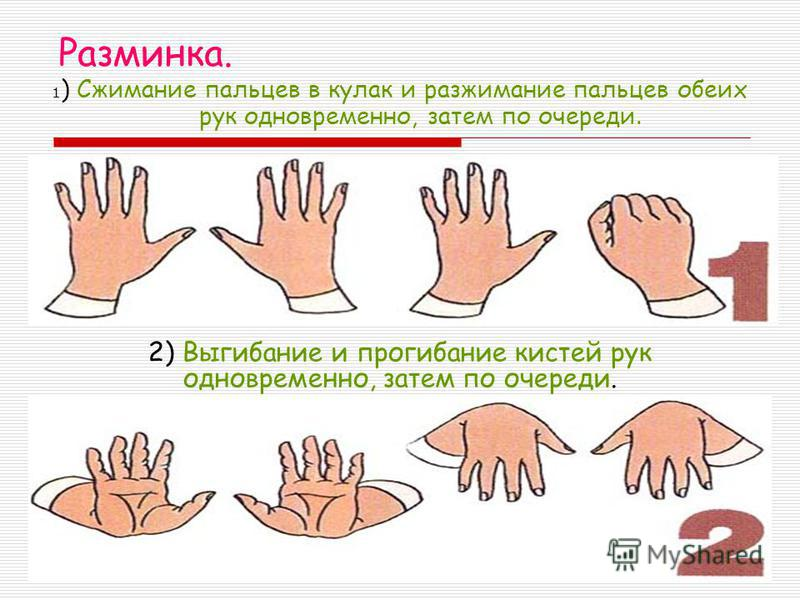 Разминка.
1) Сжимание пальцев в кулак и разжимание пальцев обеих
рук одновременно, затем по очереди.
1
2) Выгибание и прогибание кистей рук
одновременно, затем по очереди.
2
MyShared